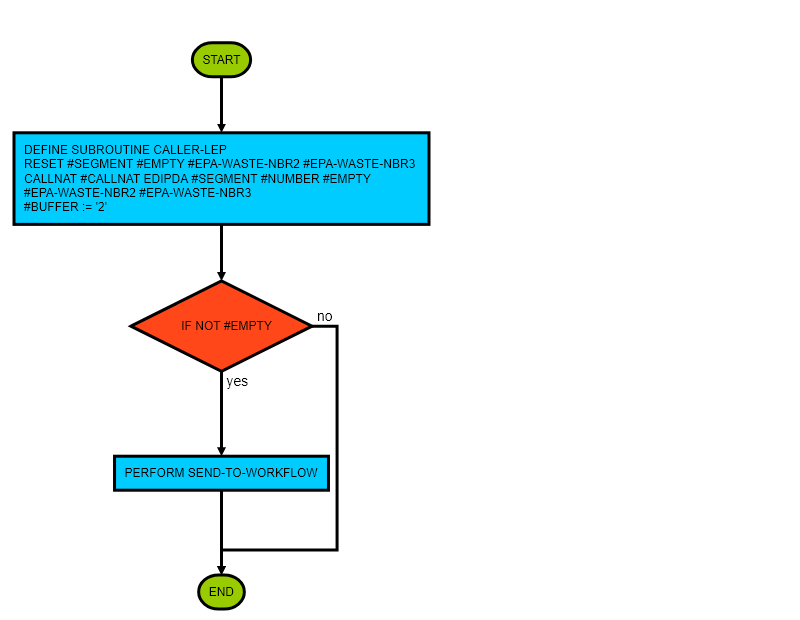 START
DEFINE SUBROUTINE CALLER-LEP
RESET #SEGMENT #EMPTY #EPA-WASTE-NBR2 #EPA-WASTE-NBR3
CALLNAT #CALLNAT EDIPDA #SEGMENT #NUMBER #EMPTY
#EPA-WASTE-NBR2 #EPA-WASTE-NBR3
#BUFFER := '2'
IF NOT #EMPTY
no
yes
PERFORM SEND-TO-WORKFLOW
END